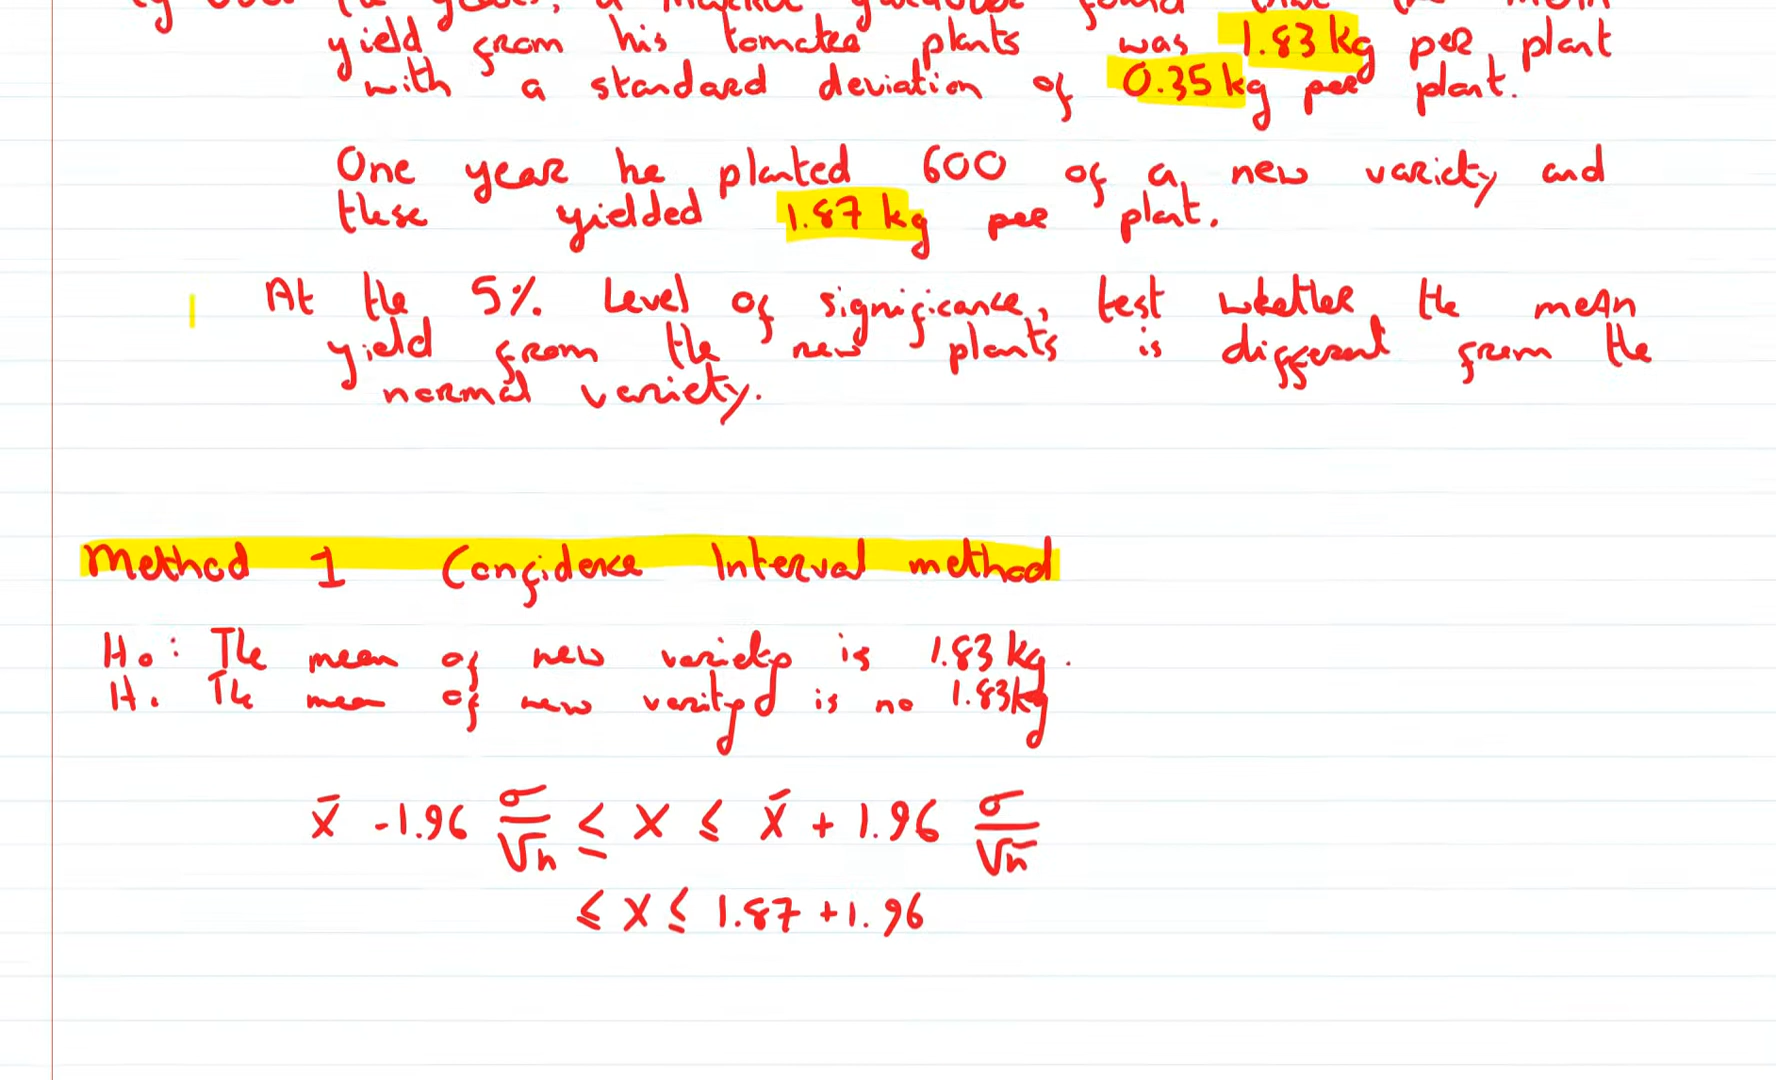 yield from his tomatoe plants was 1.83 kg per plant
with a standard deviation of 0.35 kg per plant.
One year he planted 600 of a new variety and
these yielded 1.87 kg per plant.
At the 5% Level of significance, test whether the mean
yield from the new plants is different from the
normal variety.
Method 1 Confidence Interval method
H₀: The mean of new variety is 1.83 kg.
H₁ The mean of new is no 1.83kg
x̄ - 1.96 σ/√n ≤ X ≤ x̄ + 1.96 σ/√n
≤ X ≤ 1.87 + 1.96